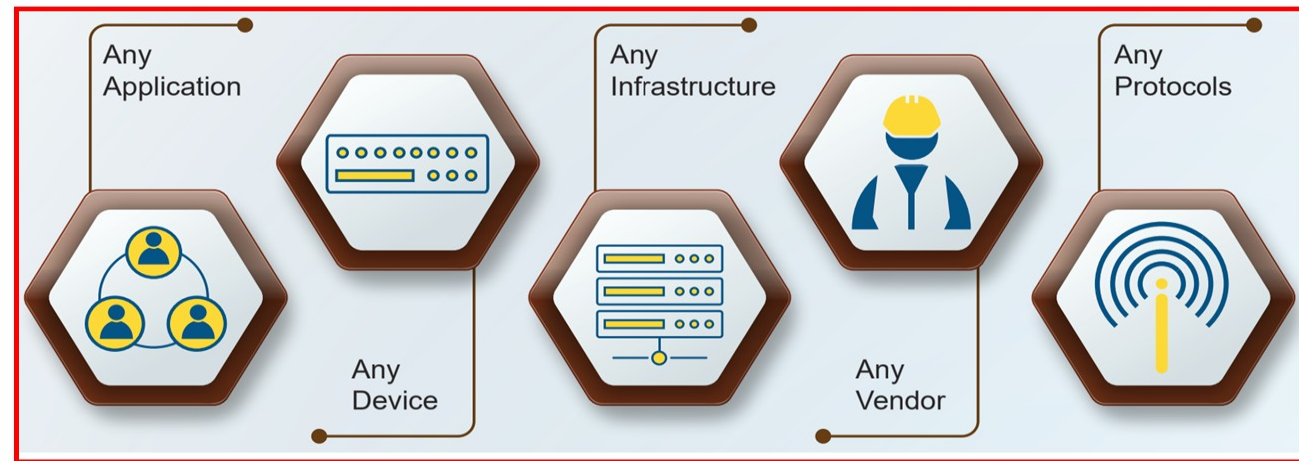 Any
Application
Any
Device
Any
Infrastructure
Any
Vendor
Any
Protocols